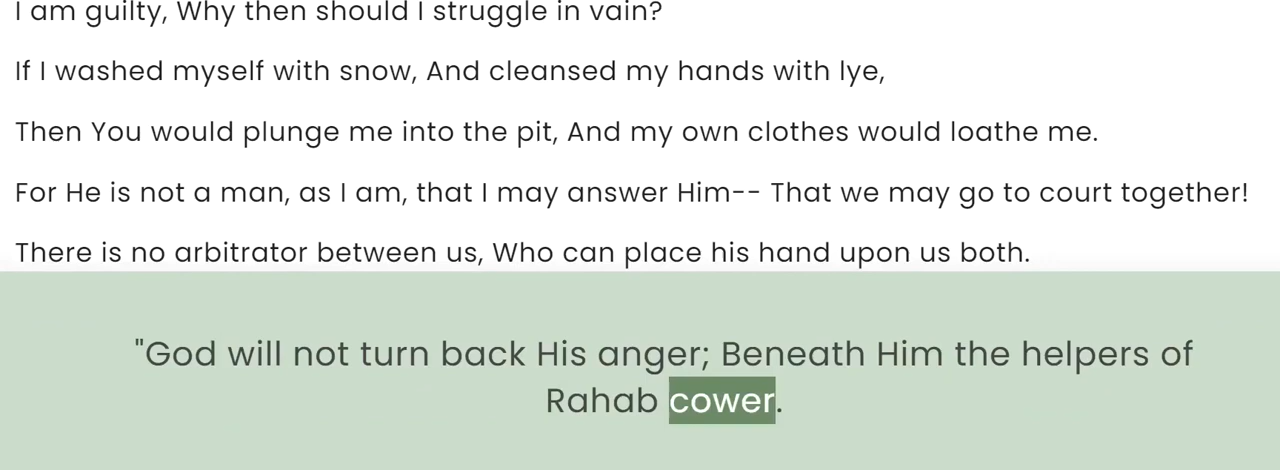 I am guilty, Why then should I struggle in vain?
If I washed myself with snow, And cleansed my hands with lye,
Then You would plunge me into the pit, And my own clothes would loathe me.
For He is not a man, as I am, that I may answer Him-- That we may go to court together!
There is no arbitrator between us, Who can place his hand upon us both.
"God will not turn back His anger; Beneath Him the helpers of
Rahab cower.